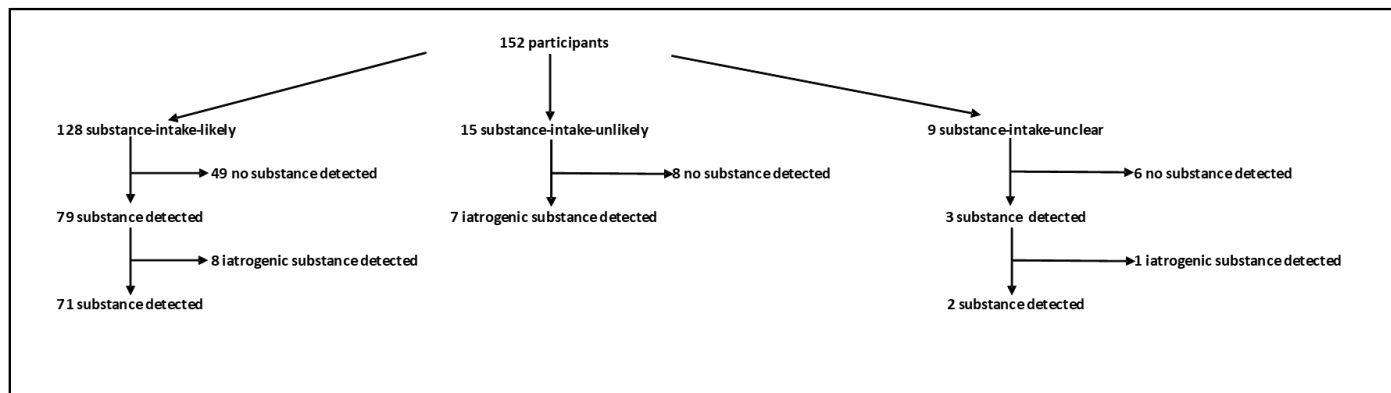 152 participants
128 substance-intake-likely
15 substance-intake-unlikely
9 substance-intake-unclear
49 no substance detected
8 no substance detected
6 no substance detected
79 substance detected
7 iatrogenic substance detected
3 substance detected
8 iatrogenic substance detected
1 iatrogenic substance detected
71 substance detected
2 substance detected